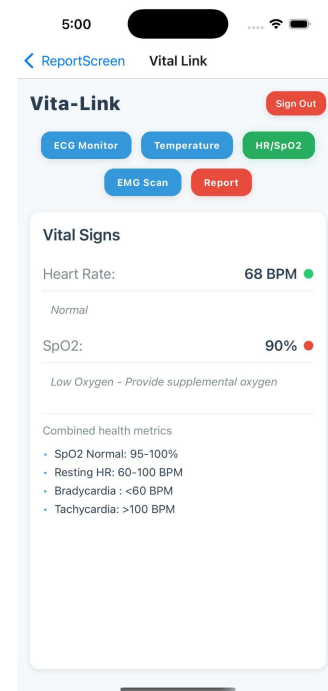 5:00
ReportScreen Vital Link
Vita-Link Sign Out
ECG Monitor Temperature HR/SpO2
EMG Scan Report
Vital Signs
Heart Rate: 68 BPM
Normal
SpO2: 90%
Low Oxygen - Provide supplemental oxygen
Combined health metrics
• SpO2 Normal: 95-100%
• Resting HR: 60-100 BPM
• Bradycardia : <60 BPM
• Tachycardia: >100 BPM